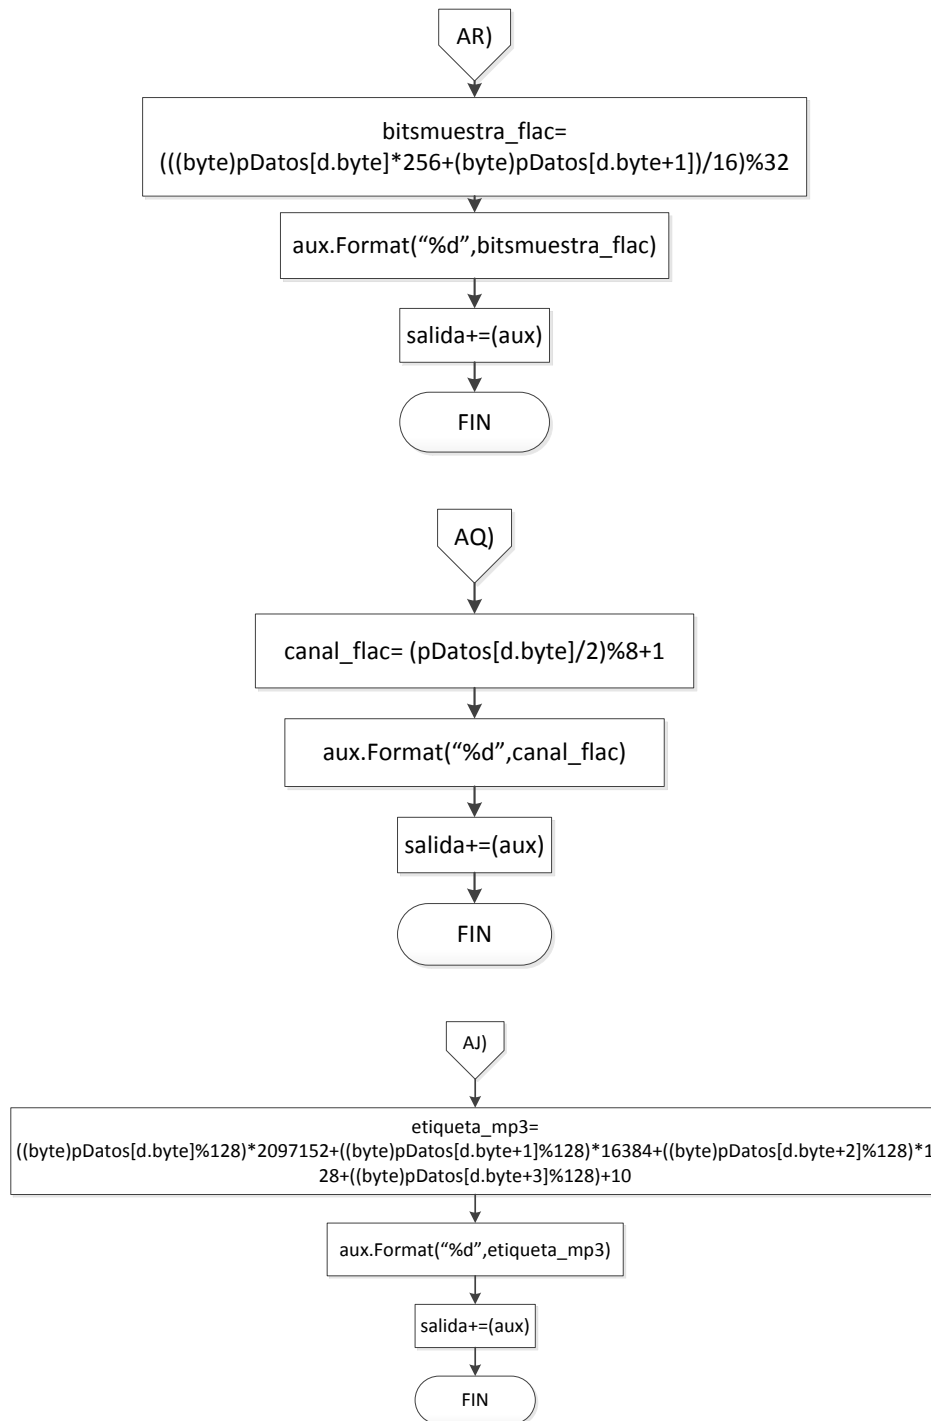 AR)
bitsmuestra_flac=
(((byte)pDatos[d.byte]*256+(byte)pDatos[d.byte+1])/16)%32
aux.Format(“%d”,bitsmuestra_flac)
salida+=(aux)
FIN
AQ)
canal_flac= (pDatos[d.byte]/2)%8+1
aux.Format(“%d”,canal_flac)
salida+=(aux)
FIN
AJ)
etiqueta_mp3=
((byte)pDatos[d.byte]%128)*2097152+((byte)pDatos[d.byte+1]%128)*16384+((byte)pDatos[d.byte+2]%128)*1
28+((byte)pDatos[d.byte+3]%128)+10
aux.Format(“%d”,etiqueta_mp3)
salida+=(aux)
FIN